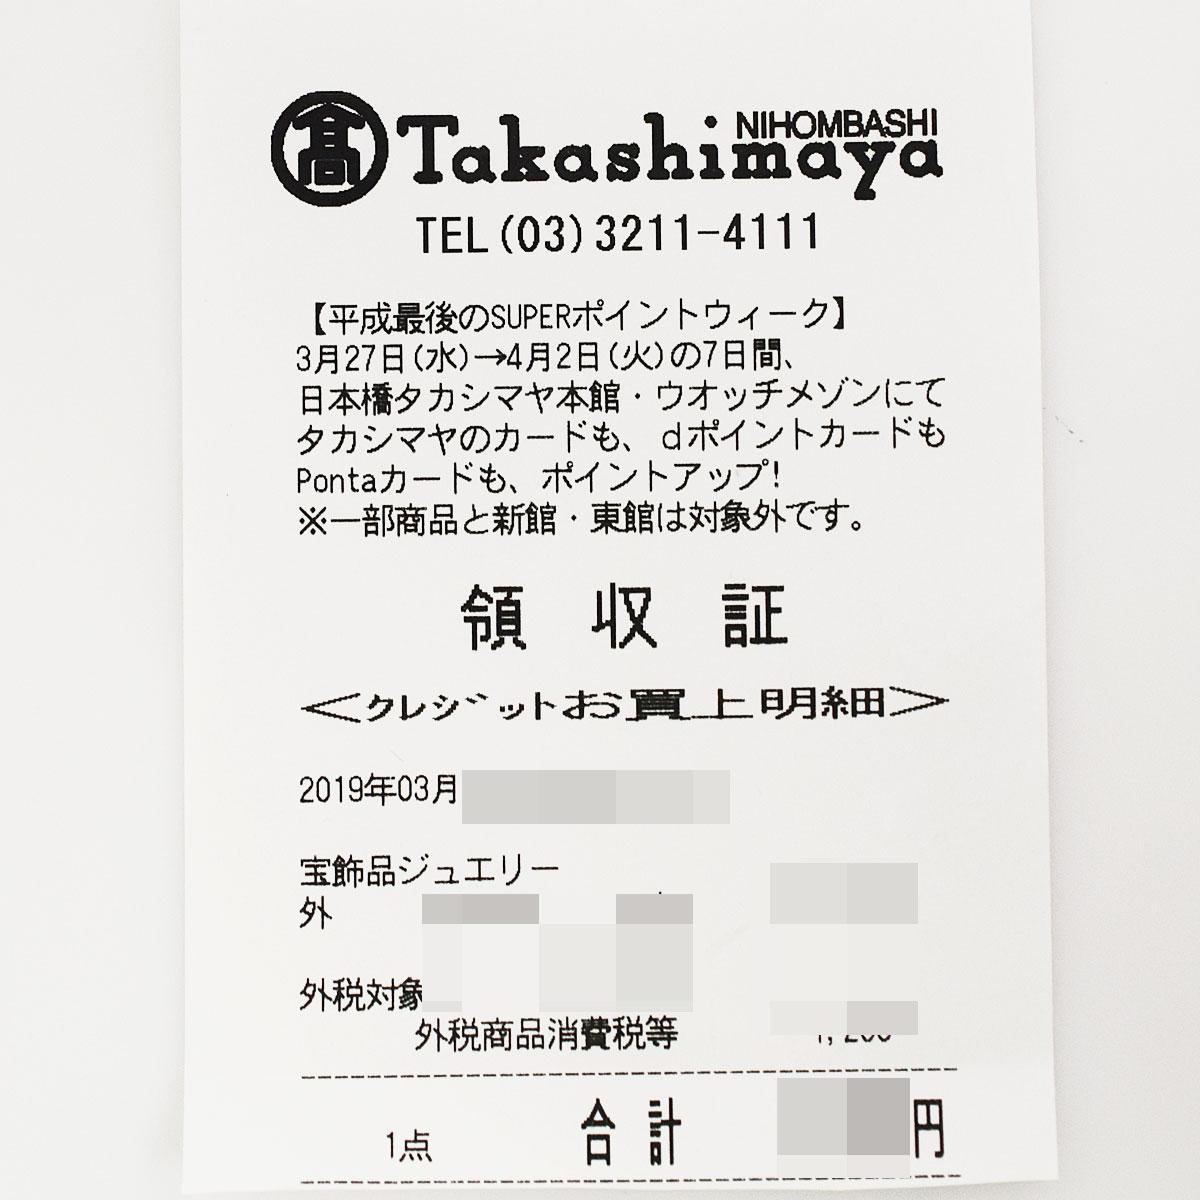 髙 Takashimaya NIHOMBASHI
TEL(03)3211-4111
【平成最後のSUPERポイントウィーク】
3月27日(水)→4月2日(火)の7日間、
日本橋タカシマヤ本館・ウオッチメゾンにて
タカシマヤのカードも、dポイントカードも
Pontaカードも、ポイントアップ!
※一部商品と新館・東館は対象外です。
領収証
<クレジットお買上明細>
2019年03月
宝飾品ジュエリー
外
外税対象
外税商品消費税等
1点 合計 円